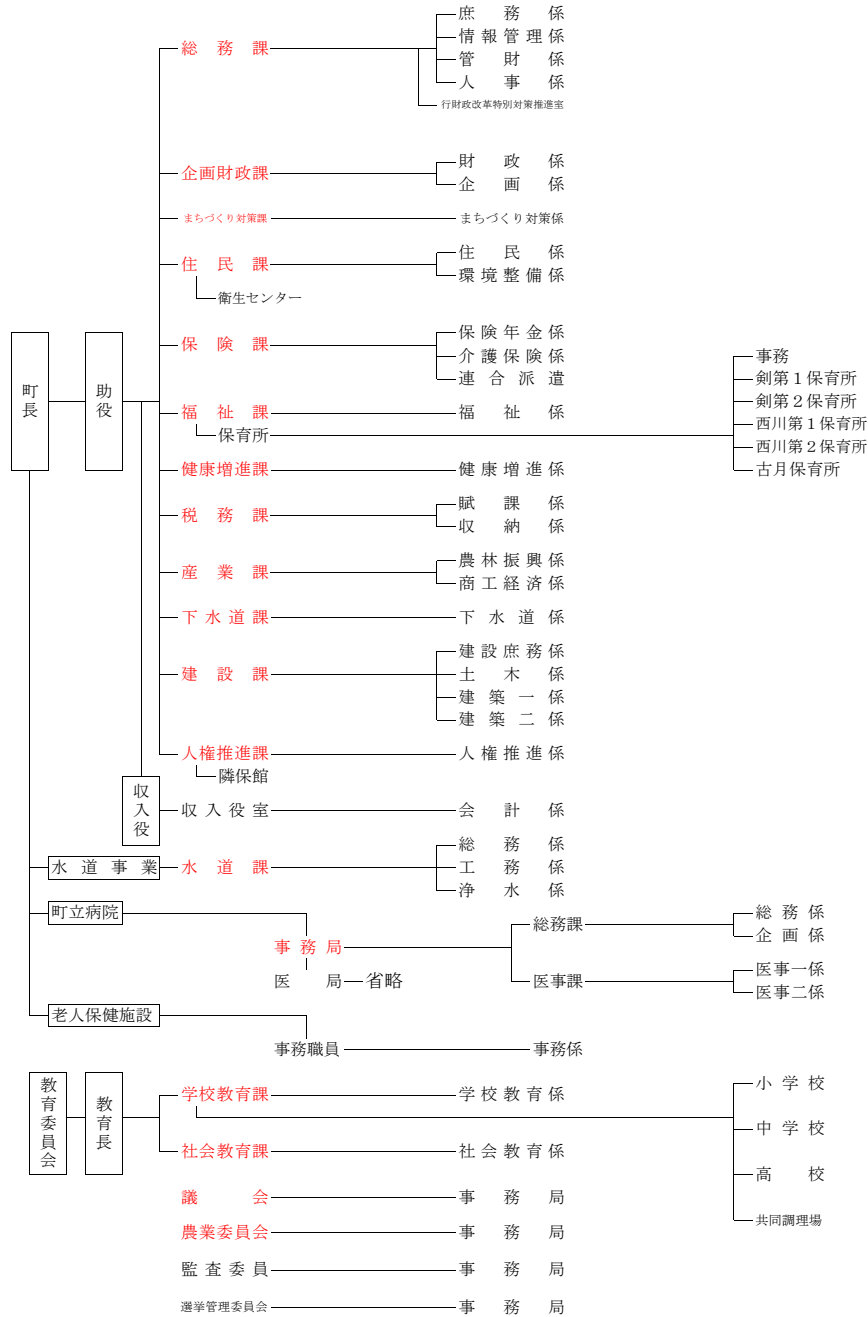 庶務係
総務課
情報管理係
管財係
人事係
行財政改革特別対策推進室
企画財政課
財政係
企画係
まちづくり対策課
まちづくり対策係
住民課
住民係
環境整備係
衛生センター
保険課
保険年金係
介護保険係
連合派遣
町長
助役
福祉課
福祉係
保育所
事務
剣第１保育所
剣第２保育所
西川第１保育所
西川第２保育所
古月保育所
健康増進課
健康増進係
税務課
賦課係
収納係
産業課
農林振興係
商工経済係
下水道課
下水道係
建設課
建設庶務係
土木係
建築一係
建築二係
人権推進課
人権推進係
隣保館
収入役
収入役室
会計係
水道事業
水道課
総務係
工務係
浄水係
町立病院
事務局
総務課
総務係
企画係
医局
省略
医事課
医事一係
医事二係
老人保健施設
事務職員
事務係
教育委員会
教育長
学校教育課
学校教育係
小学校
中学校
高校
共同調理場
社会教育課
社会教育係
議会
事務局
農業委員会
事務局
監査委員
事務局
選挙管理委員会
事務局